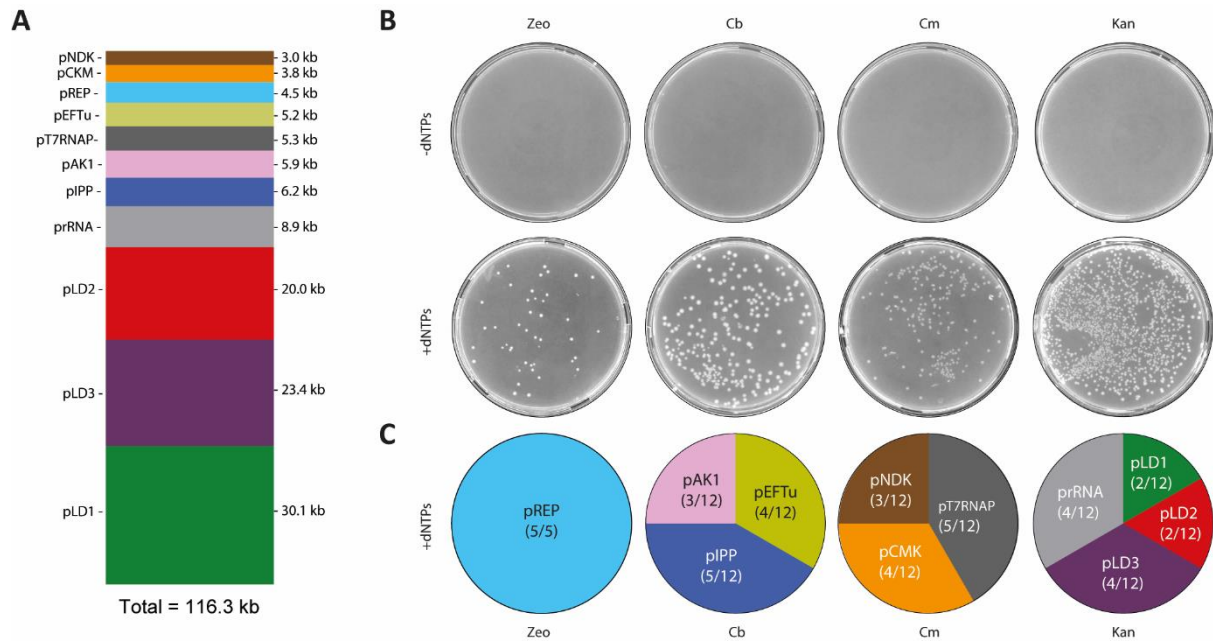 A
pNDK - - 3.0 kb
pCKM - - 3.8 kb
pREP - - 4.5 kb
pEFTu - - 5.2 kb
pT7RNAP- - 5.3 kb
pAK1 - - 5.9 kb
pIPP - - 6.2 kb
prRNA - - 8.9 kb
pLD2 - - 20.0 kb
pLD3 - - 23.4 kb
pLD1 - - 30.1 kb
Total = 116.3 kb
B
Zeo Cb Cm Kan
-dNTPs
+dNTPs
C
+dNTPs
pREP
(5/5)
pAK1
(3/12)
pEFTu
(4/12)
pIPP
(5/12)
pNDK
(3/12)
pT7RNAP
(5/12)
pCMK
(4/12)
prRNA
(4/12)
pLD1
(2/12)
pLD2
(2/12)
pLD3
(4/12)
Zeo Cb Cm Kan